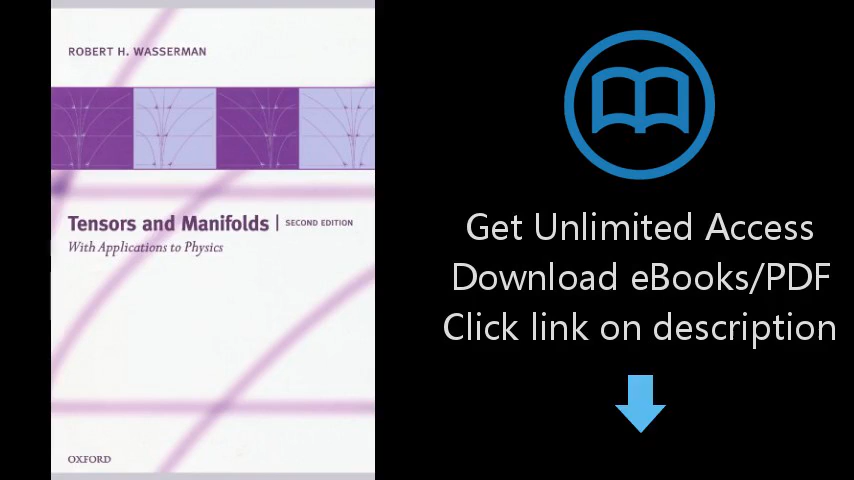 ROBERT H. WASSERMAN
Tensors and Manifolds | SECOND EDITION
With Applications to Physics
OXFORD
Get Unlimited Access
Download eBooks/PDF
Click link on description